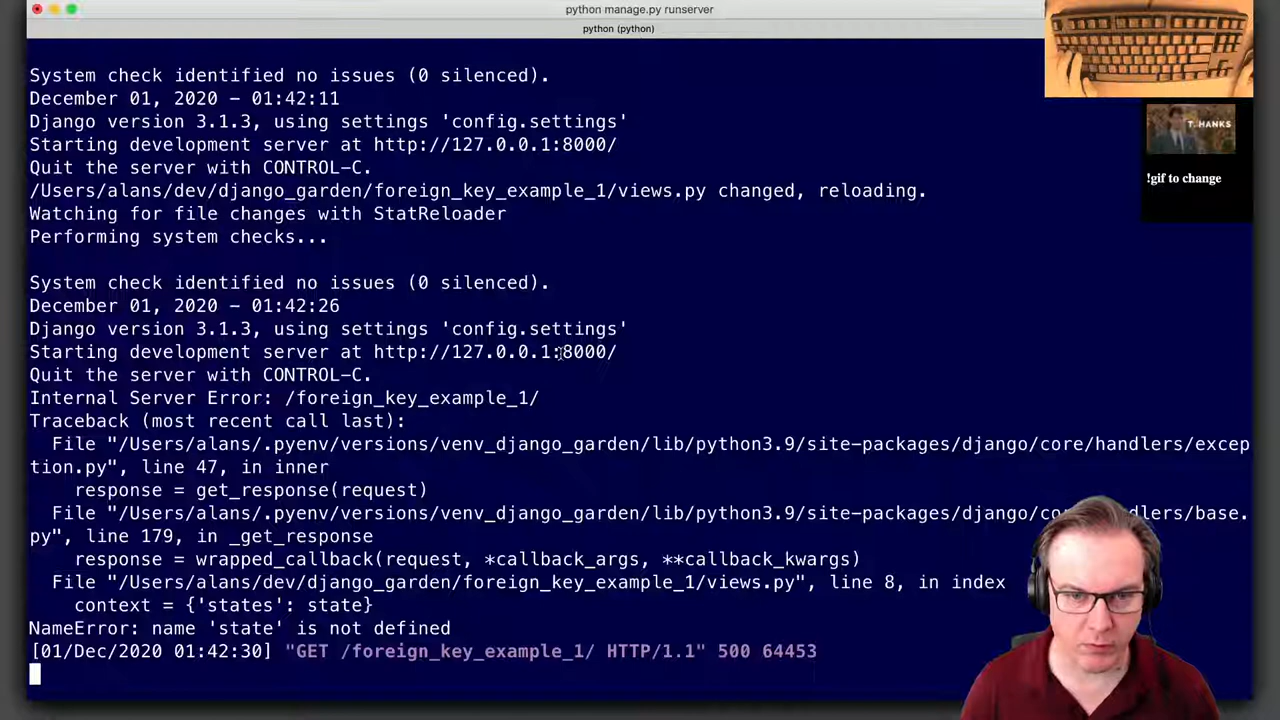 python manage.py runserver
python (python)
System check identified no issues (0 silenced).
December 01, 2020 - 01:42:11
Django version 3.1.3, using settings 'config.settings'
Starting development server at http://127.0.0.1:8000/
Quit the server with CONTROL-C.
/Users/alans/dev/django_garden/foreign_key_example_1/views.py changed, reloading.
Watching for file changes with StatReloader
Performing system checks...
System check identified no issues (0 silenced).
December 01, 2020 - 01:42:26
Django version 3.1.3, using settings 'config.settings'
Starting development server at http://127.0.0.1:8000/
Quit the server with CONTROL-C.
Internal Server Error: /foreign_key_example_1/
Traceback (most recent call last):
File "/Users/alans/.pyenv/versions/venv_django_garden/lib/python3.9/site-packages/django/core/handlers/excep
tion.py", line 47, in inner
response = get_response(request)
File "/Users/alans/.pyenv/versions/venv_django_garden/lib/python3.9/site-packages/django/co lers/base.
py", line 179, in _get_response
response = wrapped_callback(request, *callback_args, **callback_kwargs)
File "/Users/alans/dev/django_garden/foreign_key_example_1/views.py", line 8, in index
context = {'states': state}
NameError: name 'state' is not defined
[01/Dec/2020 01:42:30] "GET /foreign_key_example_1/ HTTP/1.1" 500 64453
T. HANKS
!gif to change